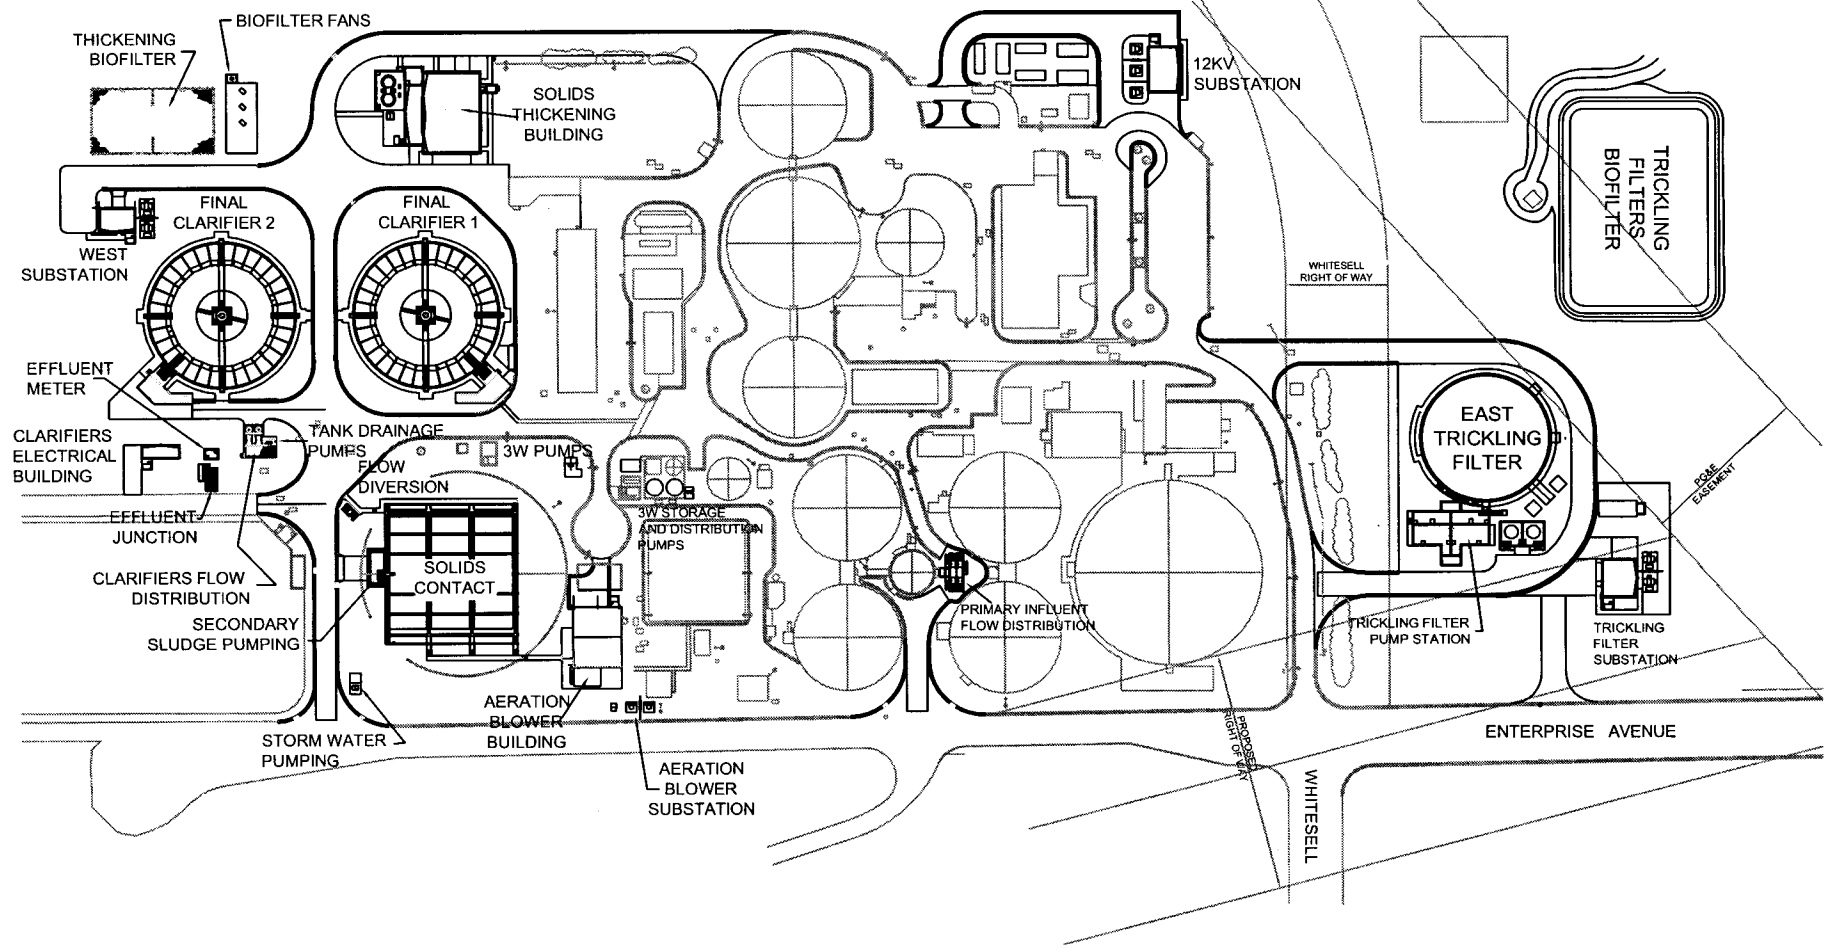 BIOFILTER FANS
THICKENING
BIOFILTER
SOLIDS
THICKENING
BUILDING
12KV
SUBSTATION
TRICKLING
FILTERS
BIOFILTER
FINAL
CLARIFIER 2
FINAL
CLARIFIER 1
WEST
SUBSTATION
WHITESELL
RIGHT OF WAY
EFFLUENT
METER
CLARIFIERS
ELECTRICAL
BUILDING
TANK DRAINAGE
PUMPS
FLOW
DIVERSION
3W PUMPS
EAST
TRICKLING
FILTER
PG&E
EASEMENT
EFFLUENT
JUNCTION
3W STORAGE
AND DISTRIBUTION
PUMPS
SOLIDS
CONTACT
CLARIFIERS FLOW
DISTRIBUTION
SECONDARY
SLUDGE PUMPING
PRIMARY INFLUENT
FLOW DISTRIBUTION
TRICKLING FILTER
PUMP STATION
TRICKLING
FILTER
SUBSTATION
AERATION
BLOWER
BUILDING
STORM WATER
PUMPING
AERATION
BLOWER
SUBSTATION
PROPOSED
RIGHT OF WAY
ENTERPRISE AVENUE
WHITESELL